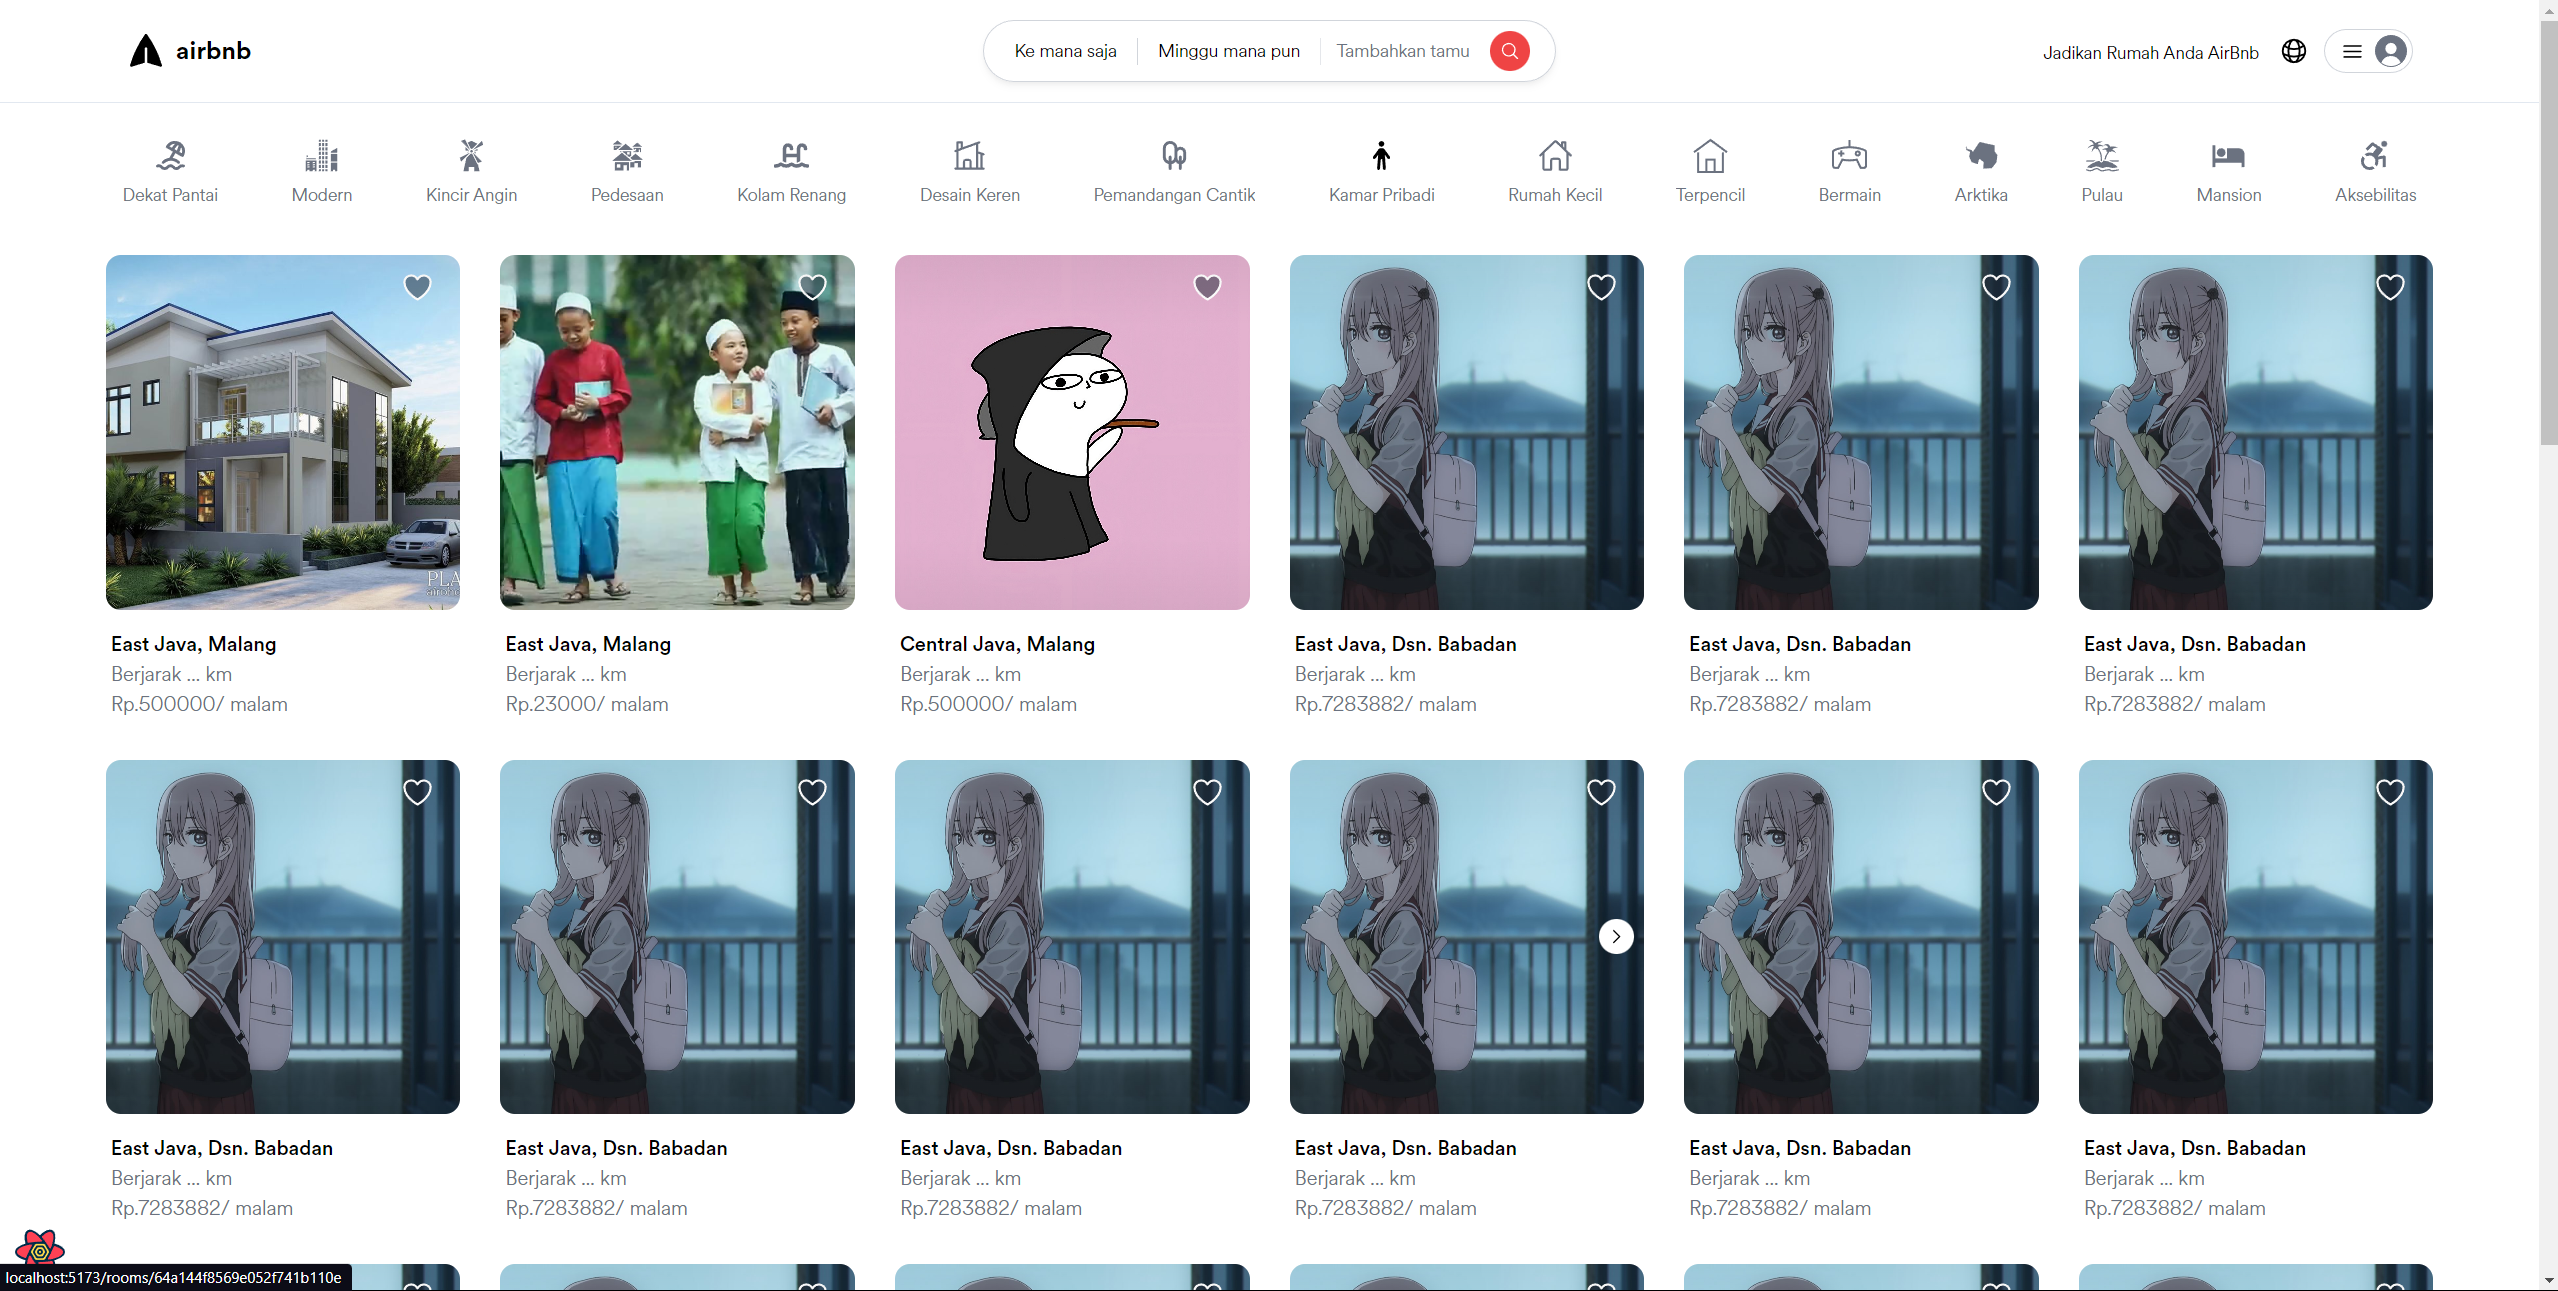 airbnb
Ke mana saja Minggu mana pun Tambahkan tamu
Jadikan Rumah Anda AirBnb
Dekat Pantai Modern Kincir Angin Pedesaan Kolam Renang Desain Keren Pemandangan Cantik Kamar Pribadi Rumah Kecil Terpencil Bermain Arktika Pulau Mansion Aksebilitas
PLA
East Java, Malang
Berjarak ... km
Rp.500000/ malam
East Java, Malang
Berjarak ... km
Rp.23000/ malam
Central Java, Malang
Berjarak ... km
Rp.500000/ malam
East Java, Dsn. Babadan
Berjarak ... km
Rp.7283882/ malam
East Java, Dsn. Babadan
Berjarak ... km
Rp.7283882/ malam
East Java, Dsn. Babadan
Berjarak ... km
Rp.7283882/ malam
East Java, Dsn. Babadan
Berjarak ... km
Rp.7283882/ malam
East Java, Dsn. Babadan
Berjarak ... km
Rp.7283882/ malam
East Java, Dsn. Babadan
Berjarak ... km
Rp.7283882/ malam
East Java, Dsn. Babadan
Berjarak ... km
Rp.7283882/ malam
East Java, Dsn. Babadan
Berjarak ... km
Rp.7283882/ malam
East Java, Dsn. Babadan
Berjarak ... km
Rp.7283882/ malam
localhost:5173/rooms/64a144f8569e052f741b110e